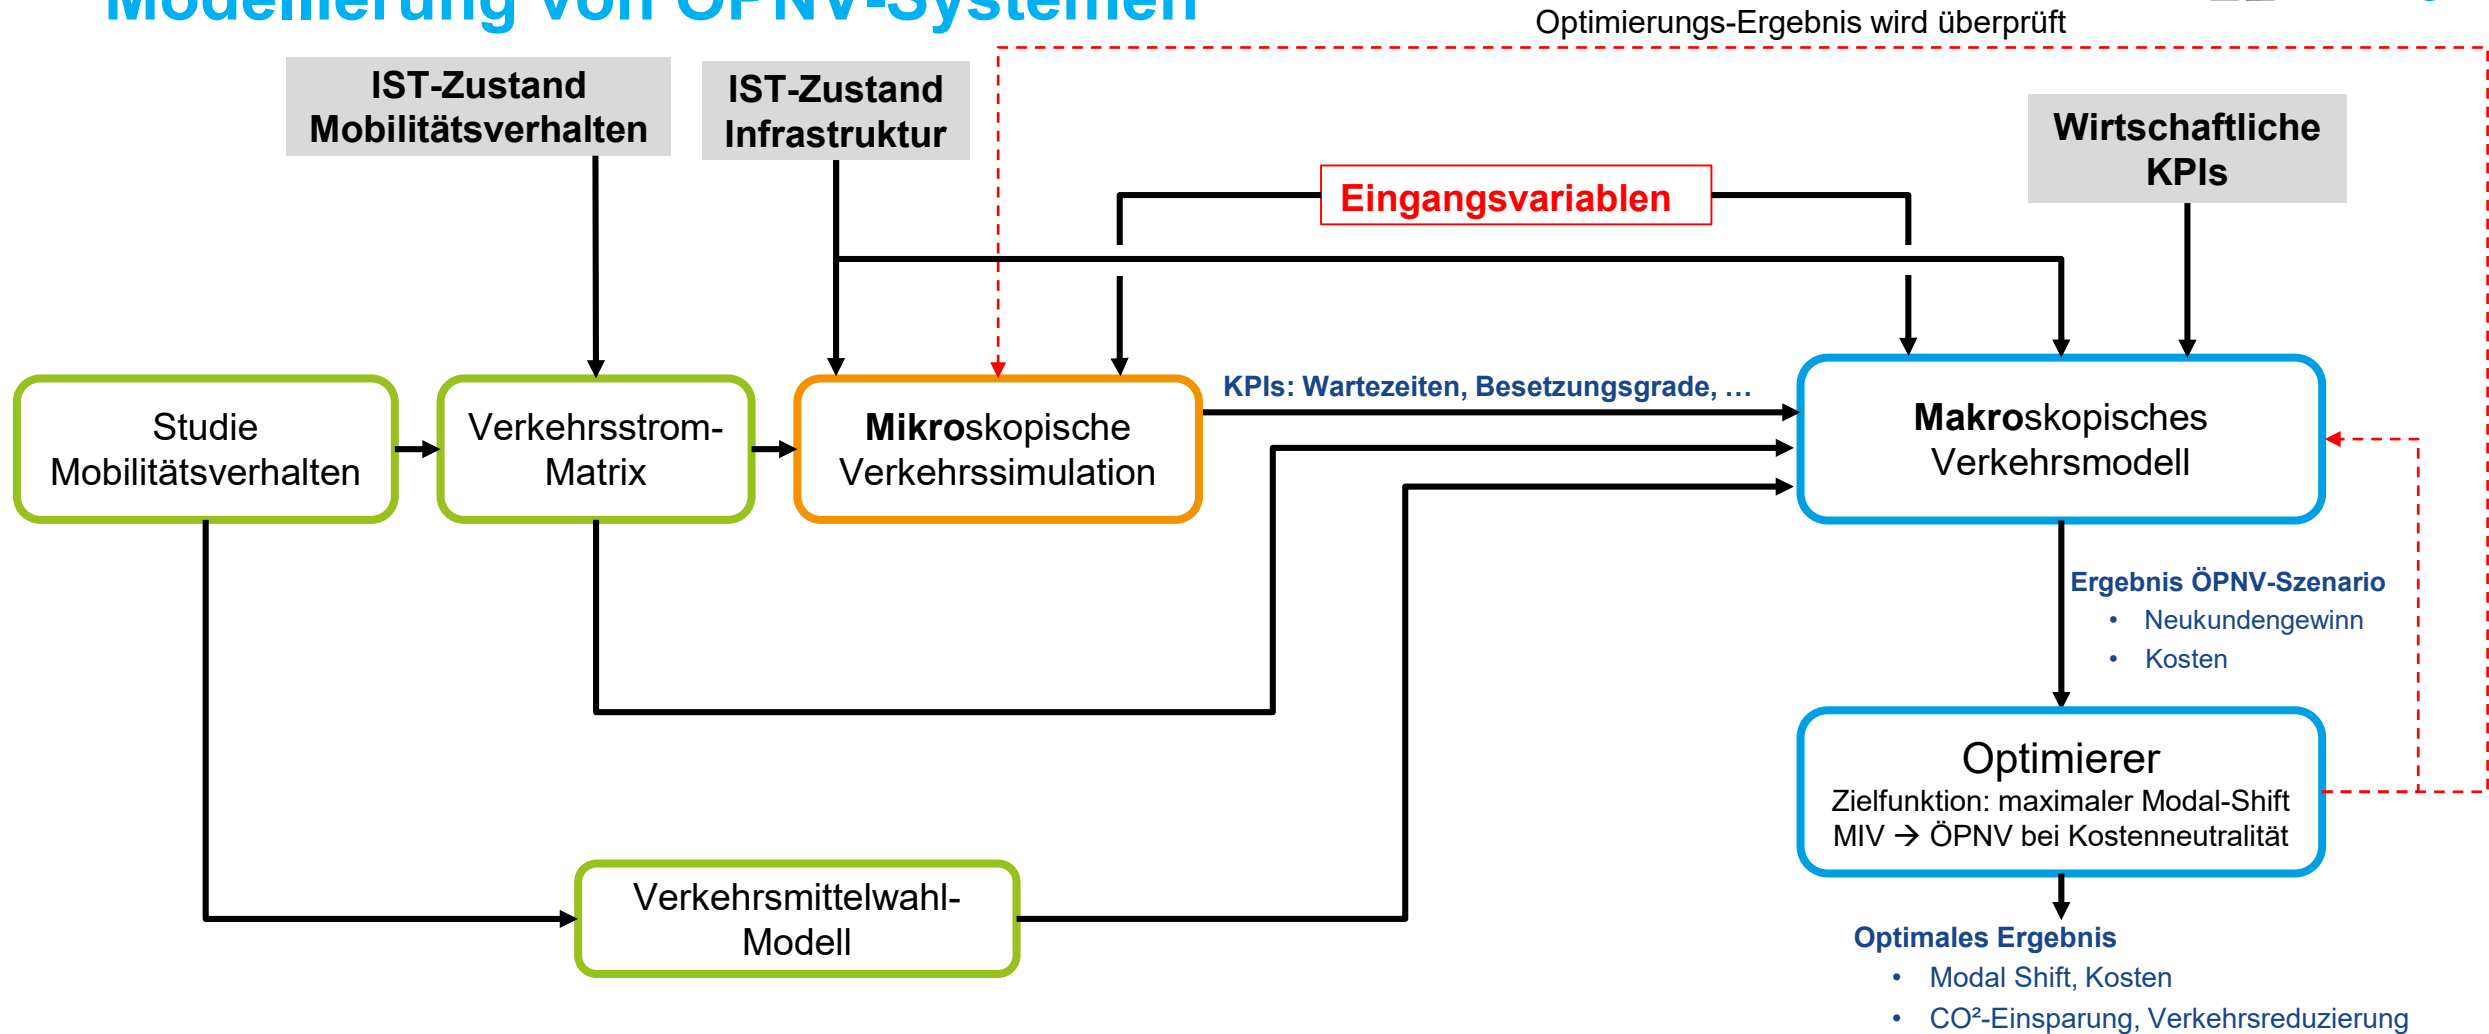 Modellierung von ÖPNV-Systemen
Optimierungs-Ergebnis wird überprüft
IST-Zustand
Mobilitätsverhalten
IST-Zustand
Infrastruktur
Wirtschaftliche
KPIs
Eingangsvariablen
KPIs: Wartezeiten, Besetzungsgrade, …
Studie
Mobilitätsverhalten
Verkehrsstrom-
Matrix
Mikroskopische
Verkehrssimulation
Makroskopisches
Verkehrsmodell
Ergebnis ÖPNV-Szenario
• Neukundengewinn
• Kosten
Optimierer
Zielfunktion: maximaler Modal-Shift
MIV → ÖPNV bei Kostenneutralität
Verkehrsmittelwahl-
Modell
Optimales Ergebnis
• Modal Shift, Kosten
• CO²-Einsparung, Verkehrsreduzierung